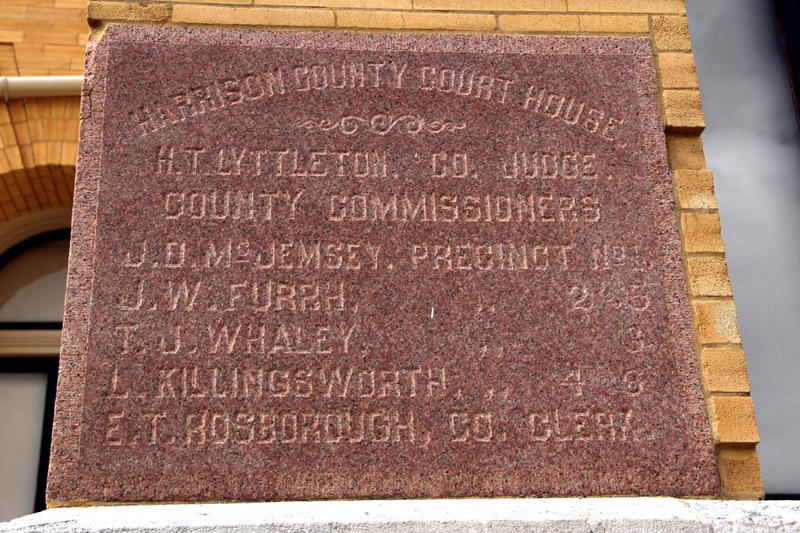 HARRISON COUNTY COURT HOUSE.
H.T. LYTTLETON. CO. JUDGE.
COUNTY COMMISSIONERS
J.D. McJEMSEY. PRECINCT No 1.
J.W. FURRH, ,,
T.J. WHALEY, ,, 3.
L. KILLINGSWORTH, ,, 4
E.T. ROSBOROUGH, CO. CLERK.